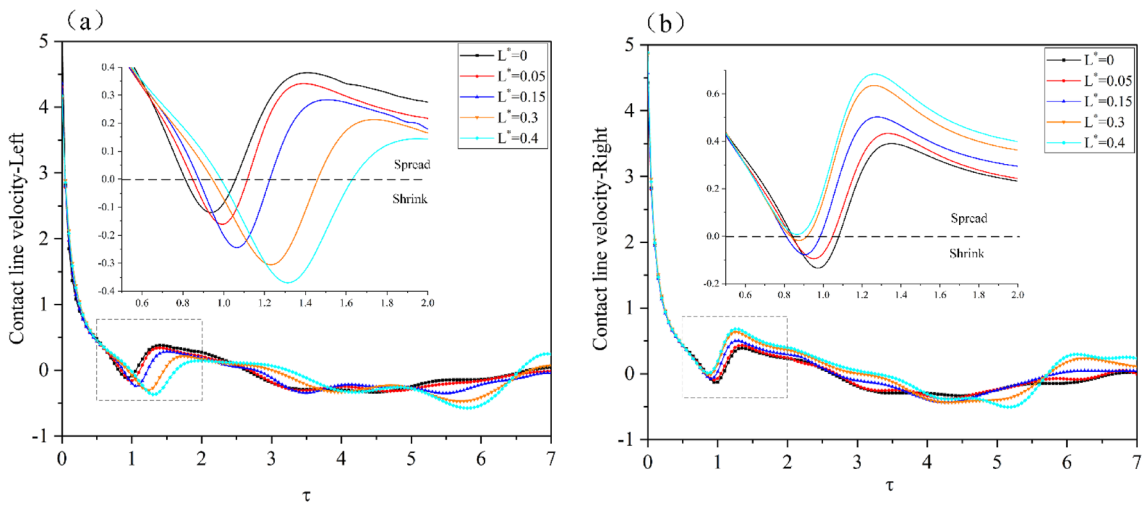 (a)
Contact line velocity-Left
5
4
3
2
1
0
-1
0 1 2 3 4 5 6 7
τ
L*=0
L*=0.05
L*=0.15
L*=0.3
L*=0.4
0.4
0.3
0.2
0.1
0.0
-0.1
-0.2
-0.3
-0.4
0.6 0.8 1.0 1.2 1.4 1.6 1.8 2.0
Spread
Shrink
(b)
Contact line velocity-Right
5
4
3
2
1
0
-1
0 1 2 3 4 5 6 7
τ
L*=0
L*=0.05
L*=0.15
L*=0.3
L*=0.4
0.6
0.4
0.2
0.0
-0.2
0.6 0.8 1.0 1.2 1.4 1.6 1.8 2.0
Spread
Shrink